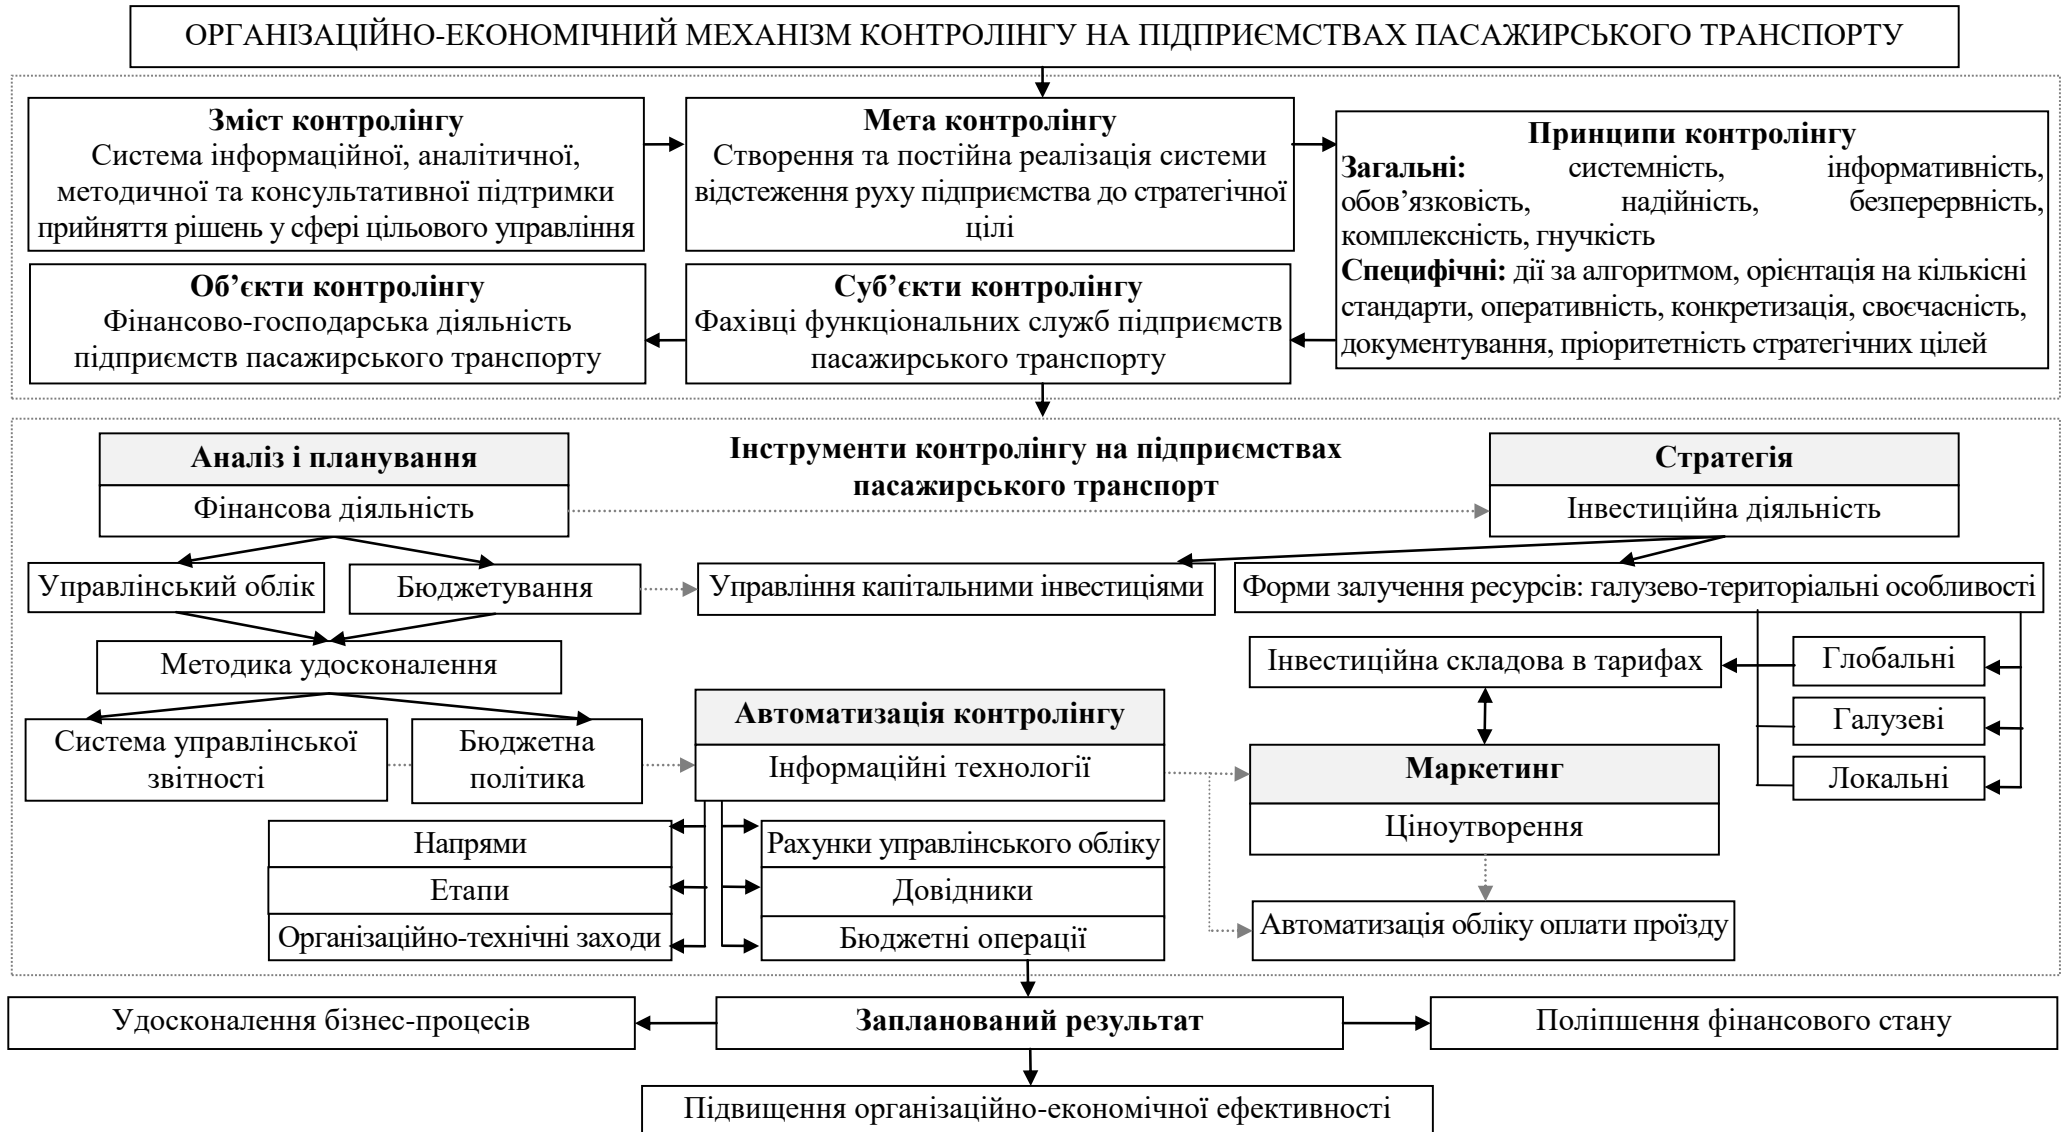 ОРГАНІЗАЦІЙНО-ЕКОНОМІЧНИЙ МЕХАНІЗМ КОНТРОЛІНГУ НА ПІДПРИЄМСТВАХ ПАСАЖИРСЬКОГО ТРАНСПОРТУ
Зміст контролінгу
Система інформаційної, аналітичної,
методичної та консультативної підтримки
прийняття рішень у сфері цільового управління
Мета контролінгу
Створення та постійна реалізація системи
відстеження руху підприємства до стратегічної
цілі
Принципи контролінгу
Загальні: системність, інформативність,
обов’язковість, надійність, безперервність,
комплексність, гнучкість
Специфічні: дії за алгоритмом, орієнтація на кількісні
стандарти, оперативність, конкретизація, своєчасність,
документування, пріоритетність стратегічних цілей
Об’єкти контролінгу
Фінансово-господарська діяльність
підприємств пасажирського транспорту
Суб’єкти контролінгу
Фахівці функціональних служб підприємств
пасажирського транспорту
Інструменти контролінгу на підприємствах
пасажирського транспорт
Аналіз і планування
Фінансова діяльність
Стратегія
Інвестиційна діяльність
Управлінський облік
Бюджетування
Управління капітальними інвестиціями
Форми залучення ресурсів: галузево-територіальні особливості
Методика удосконалення
Інвестиційна складова в тарифах
Глобальні
Галузеві
Локальні
Система управлінської
звітності
Бюджетна
політика
Автоматизація контролінгу
Інформаційні технології
Маркетинг
Ціноутворення
Напрями
Етапи
Організаційно-технічні заходи
Рахунки управлінського обліку
Довідники
Бюджетні операції
Автоматизація обліку оплати проїзду
Удосконалення бізнес-процесів
Запланований результат
Поліпшення фінансового стану
Підвищення організаційно-економічної ефективності